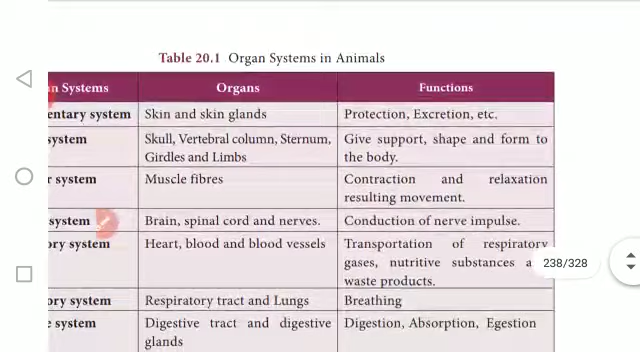 Table 20.1 Organ Systems in Animals
n Systems Organs Functions
entary system Skin and skin glands Protection, Excretion, etc.
system Skull, Vertebral column, Sternum, Give support, shape and form to
Girdles and Limbs the body.
r system Muscle fibres Contraction and relaxation
resulting movement.
system Brain, spinal cord and nerves. Conduction of nerve impulse.
ory system Heart, blood and blood vessels Transportation of respiratory
gases, nutritive substances a
waste products.
238/328
ory system Respiratory tract and Lungs Breathing
e system Digestive tract and digestive Digestion, Absorption, Egestion
glands